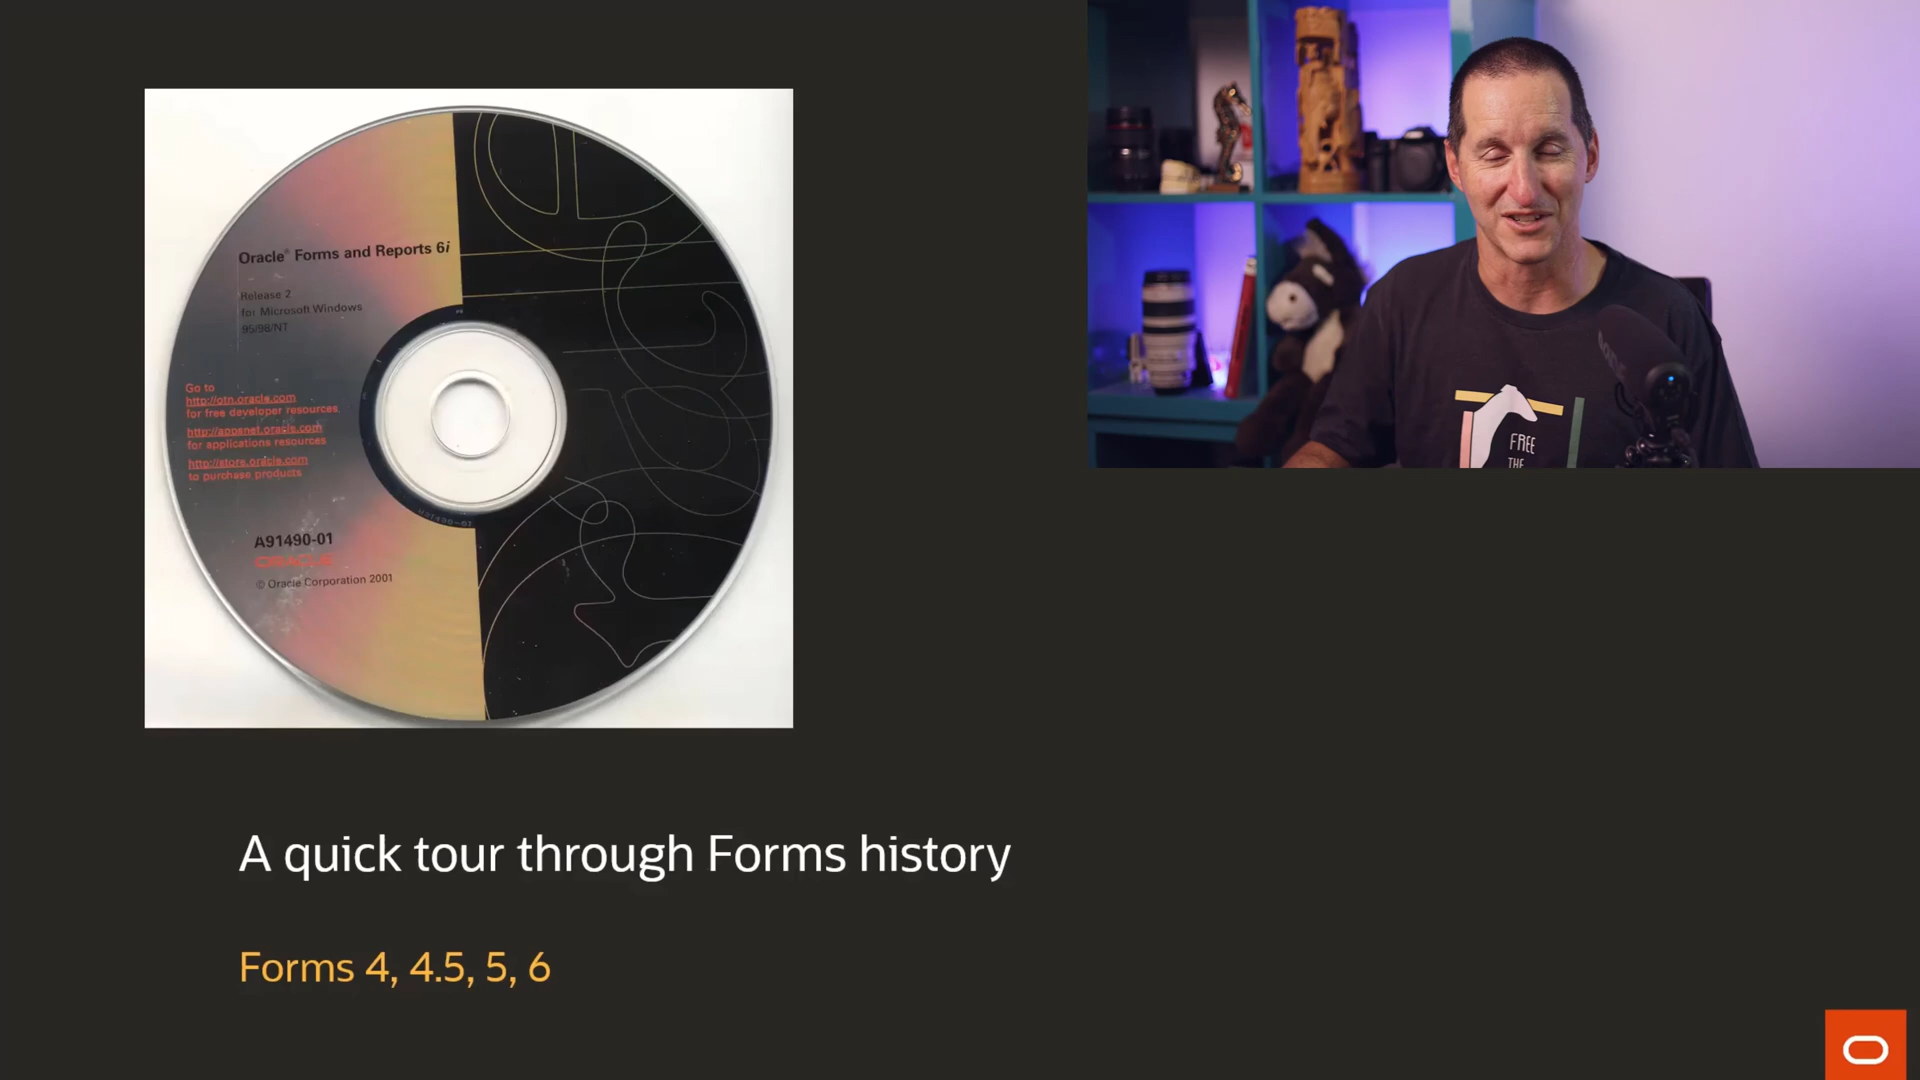 Oracle® Forms and Reports 6i
Release 2
for Microsoft Windows
95/98/NT
Go to
http://otn.oracle.com
for free developer resources.
http://appsnet.oracle.com
for applications resources
http://store.oracle.com
to purchase products
A91490-01
ORACLE
© Oracle Corporation 2001
FREE
THE
A quick tour through Forms history
Forms 4, 4.5, 5, 6